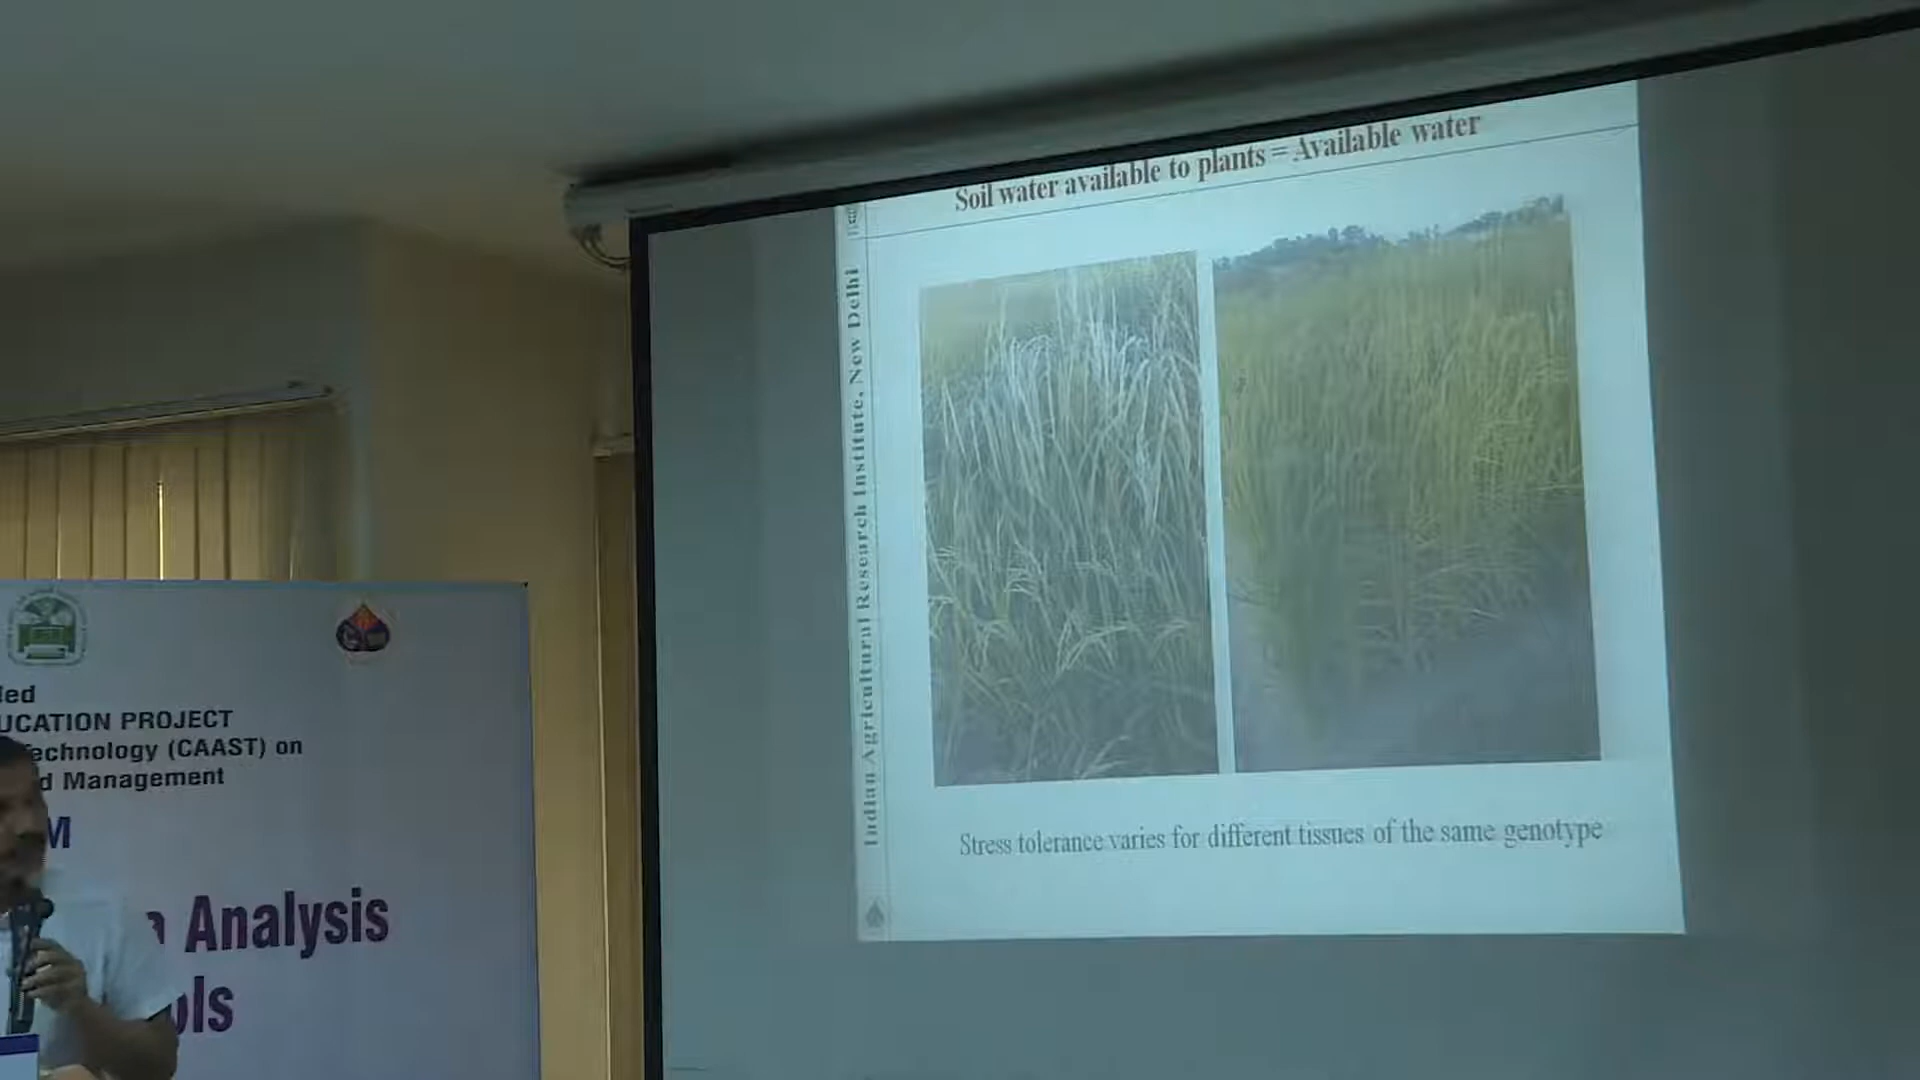 Soil water available to plants = Available water
Indian Agricultural Research Institute, New Delhi
Stress tolerance varies for different tissues of the same genotype
led
UCATION PROJECT
echnology (CAAST) on
d Management
M
Analysis
ols